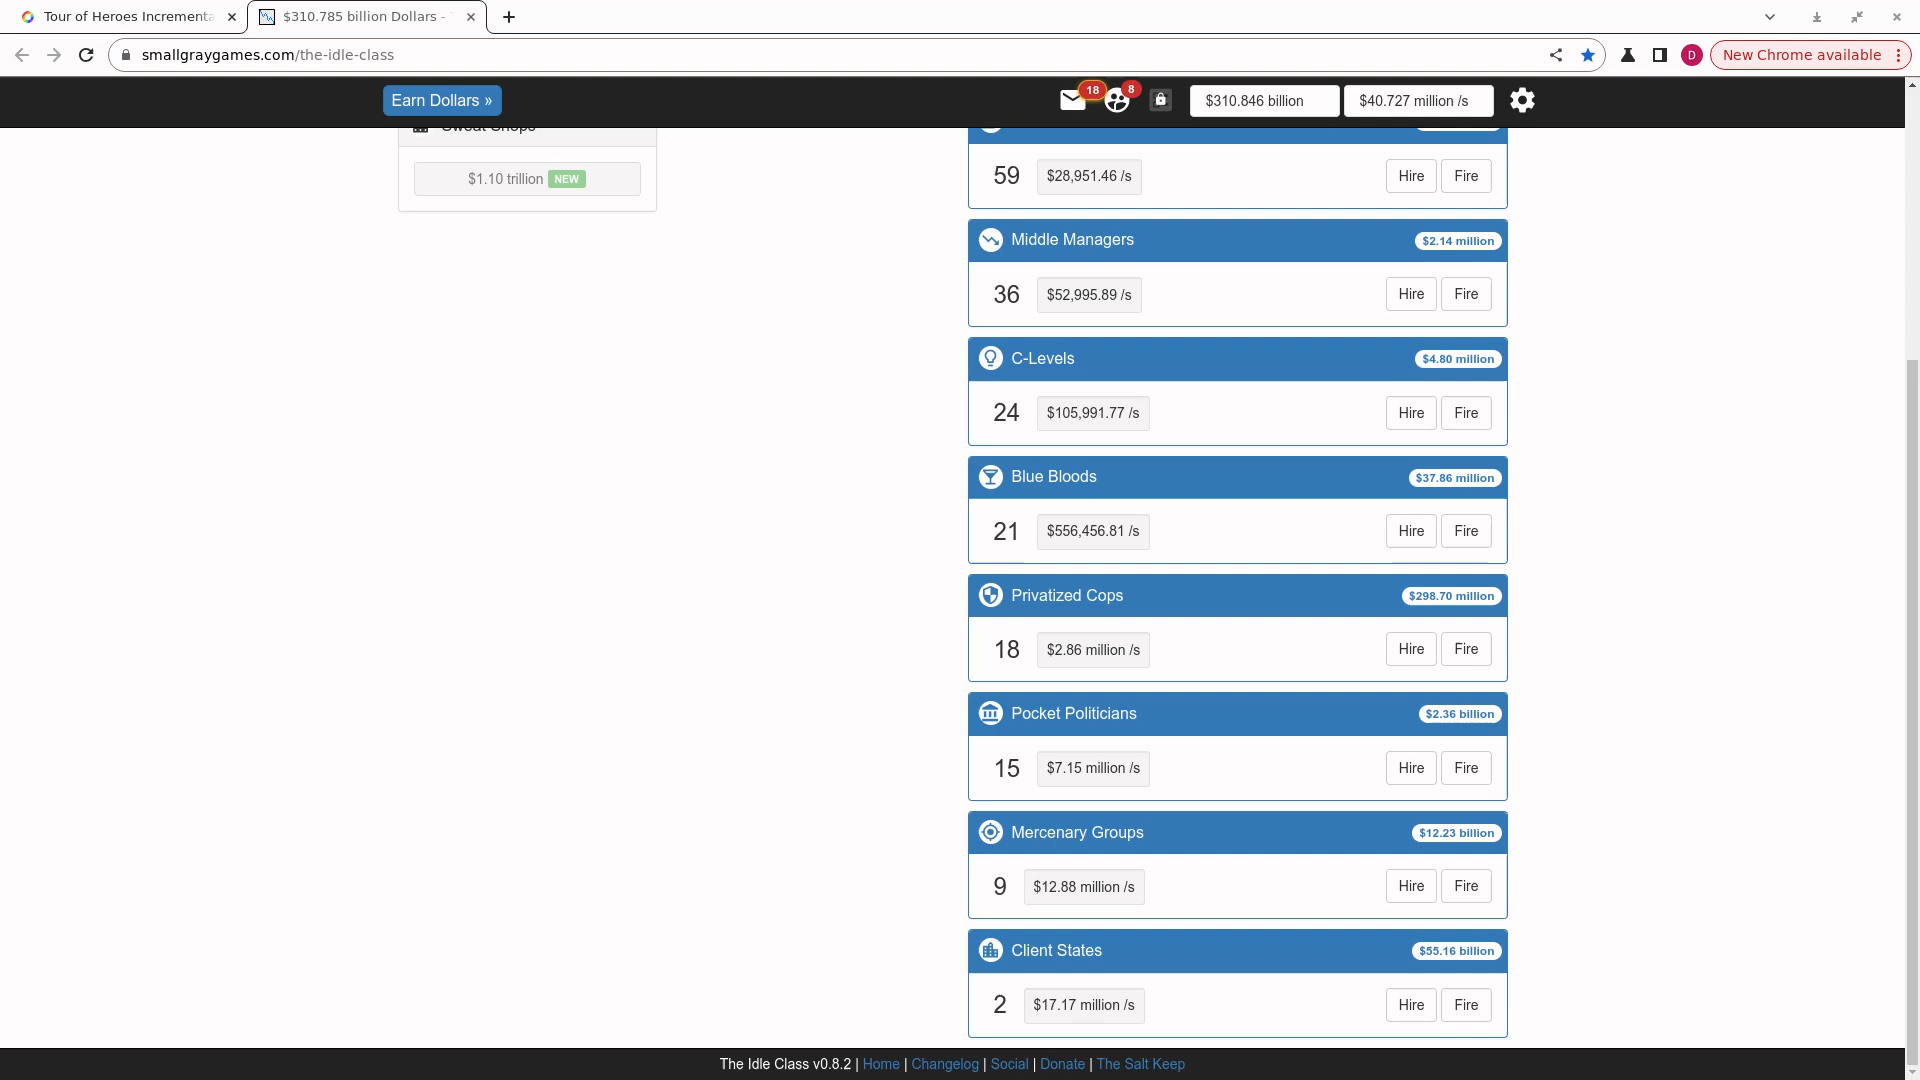 Tour of Heroes Incrementa
$310.785 billion Dollars -
smallgraygames.com/the-idle-class
D
New Chrome available
Earn Dollars »
18
8
$310.846 billion
$40.727 million /s
Sweat Shops
$1.10 trillion NEW
59 $28,951.46 /s Hire Fire
Middle Managers $2.14 million
36 $52,995.89 /s Hire Fire
C-Levels $4.80 million
24 $105,991.77 /s Hire Fire
Blue Bloods $37.86 million
21 $556,456.81 /s Hire Fire
Privatized Cops $298.70 million
18 $2.86 million /s Hire Fire
Pocket Politicians $2.36 billion
15 $7.15 million /s Hire Fire
Mercenary Groups $12.23 billion
9 $12.88 million /s Hire Fire
Client States $55.16 billion
2 $17.17 million /s Hire Fire
The Idle Class v0.8.2 | Home | Changelog | Social | Donate | The Salt Keep